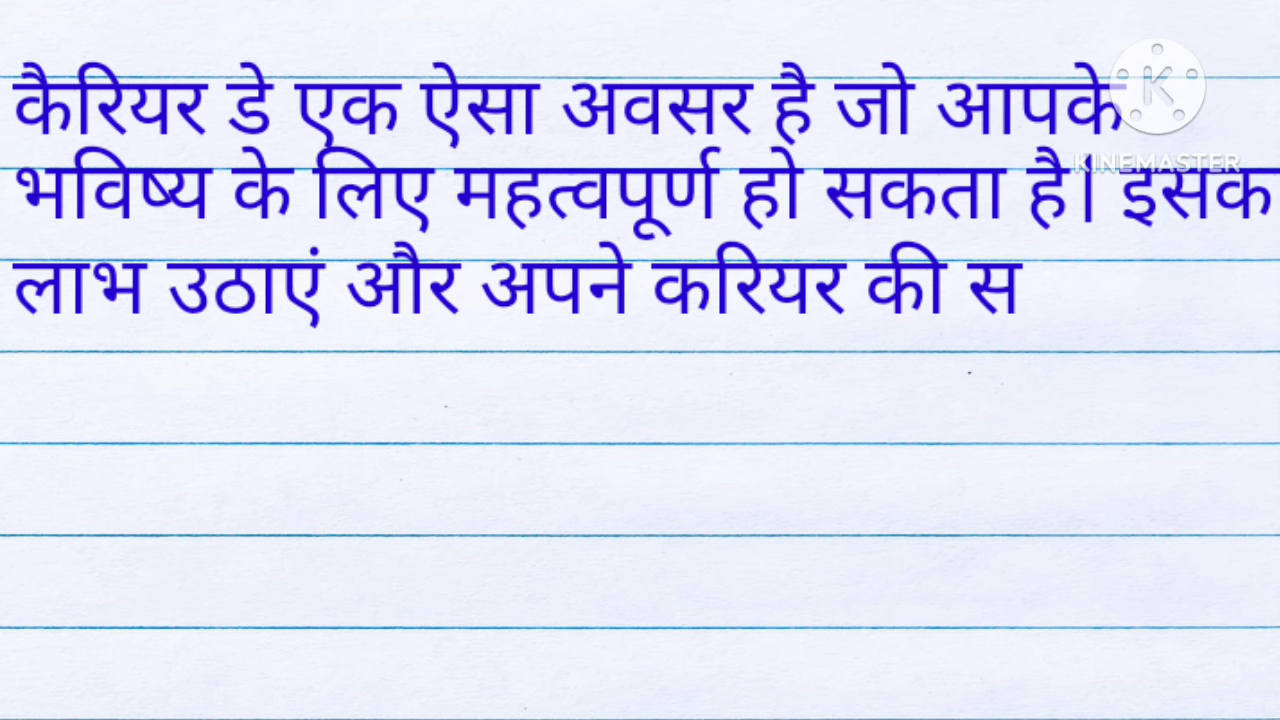 कैरियर डे एक ऐसा अवसर है जो आपके
KINEMASTER
भविष्य के लिए महत्वपूर्ण हो सकता है| इसक
लाभ उठाएं और अपने करियर की स